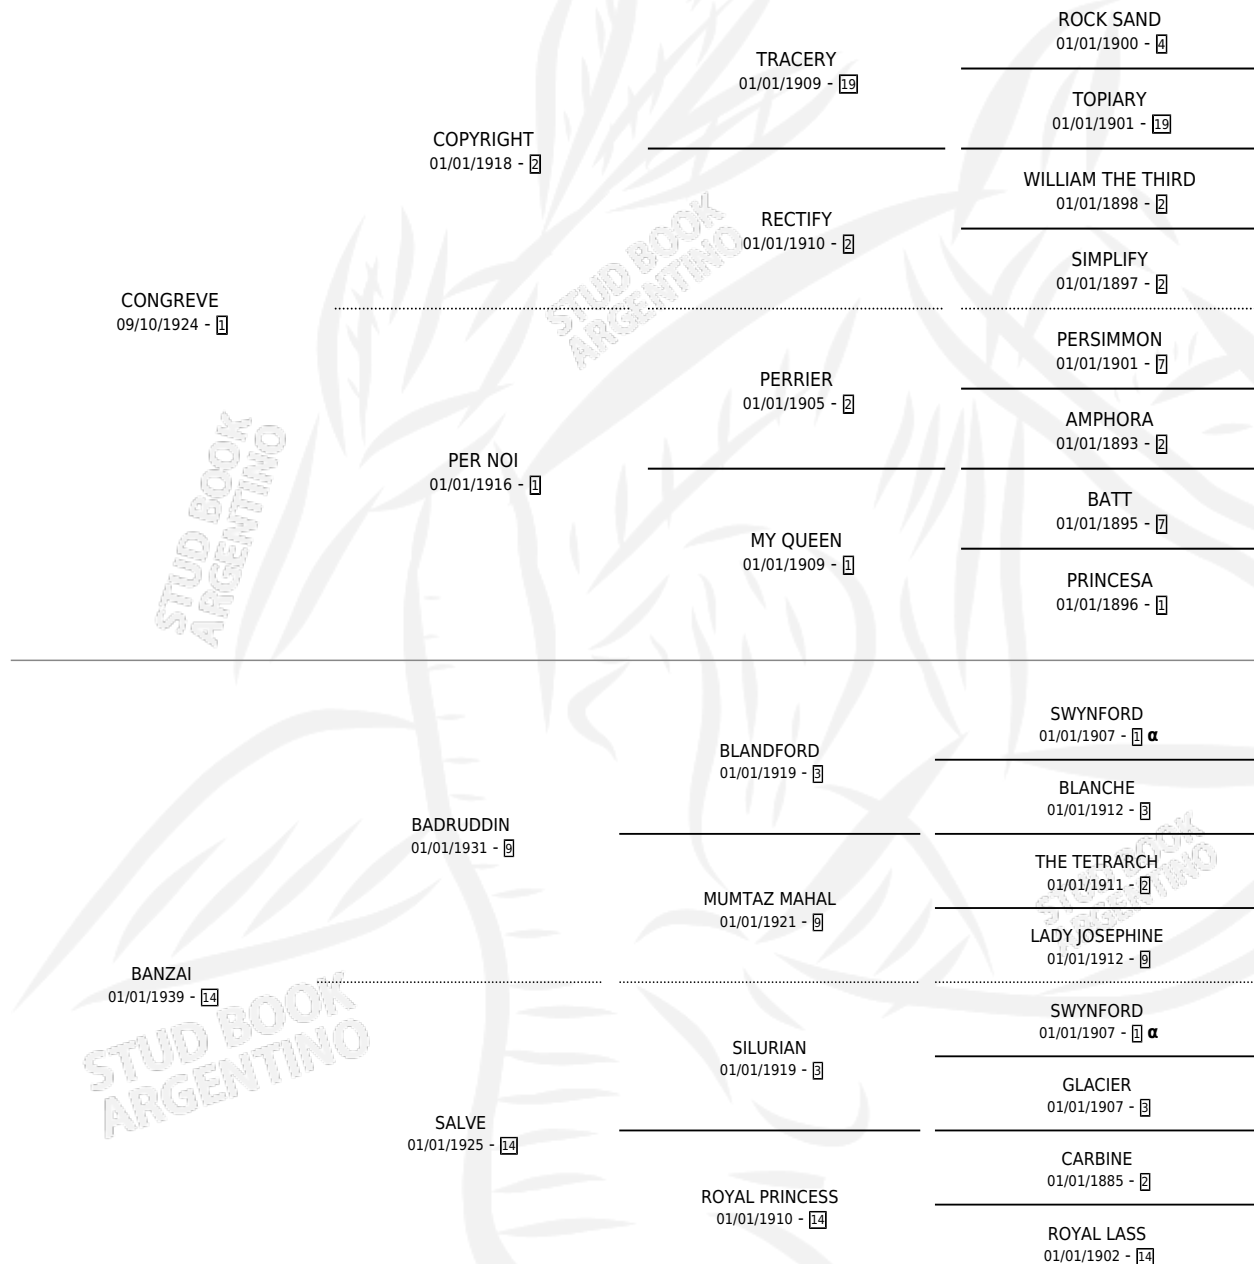 ROCK SAND
01/01/1900 - 4
TRACERY
01/01/1909 - 19
TOPIARY
01/01/1901 - 19
COPYRIGHT
01/01/1918 - 2
WILLIAM THE THIRD
01/01/1898 - 2
RECTIFY
01/01/1910 - 2
SIMPLIFY
01/01/1897 - 2
CONGREVE
09/10/1924 - 1
PERSIMMON
01/01/1901 - 7
PERRIER
01/01/1905 - 2
AMPHORA
01/01/1893 - 2
PER NOI
01/01/1916 - 1
BATT
01/01/1895 - 7
MY QUEEN
01/01/1909 - 1
PRINCESA
01/01/1896 - 1
STUD BOOK
ARGENTINO
STUD BOOK
ARGENTINO
SWYNFORD
01/01/1907 - 1 α
BLANDFORD
01/01/1919 - 3
BLANCHE
01/01/1912 - 3
BADRUDDIN
01/01/1931 - 9
THE TETRARCH
01/01/1911 - 2
MUMTAZ MAHAL
01/01/1921 - 9
LADY JOSEPHINE
01/01/1912 - 9
BANZAI
01/01/1939 - 14
SWYNFORD
01/01/1907 - 1 α
SILURIAN
01/01/1919 - 3
GLACIER
01/01/1907 - 3
SALVE
01/01/1925 - 14
CARBINE
01/01/1885 - 2
ROYAL PRINCESS
01/01/1910 - 14
ROYAL LASS
01/01/1902 - 14
STUD BOOK
ARGENTINO
STUD BOOK
ARGENTINO